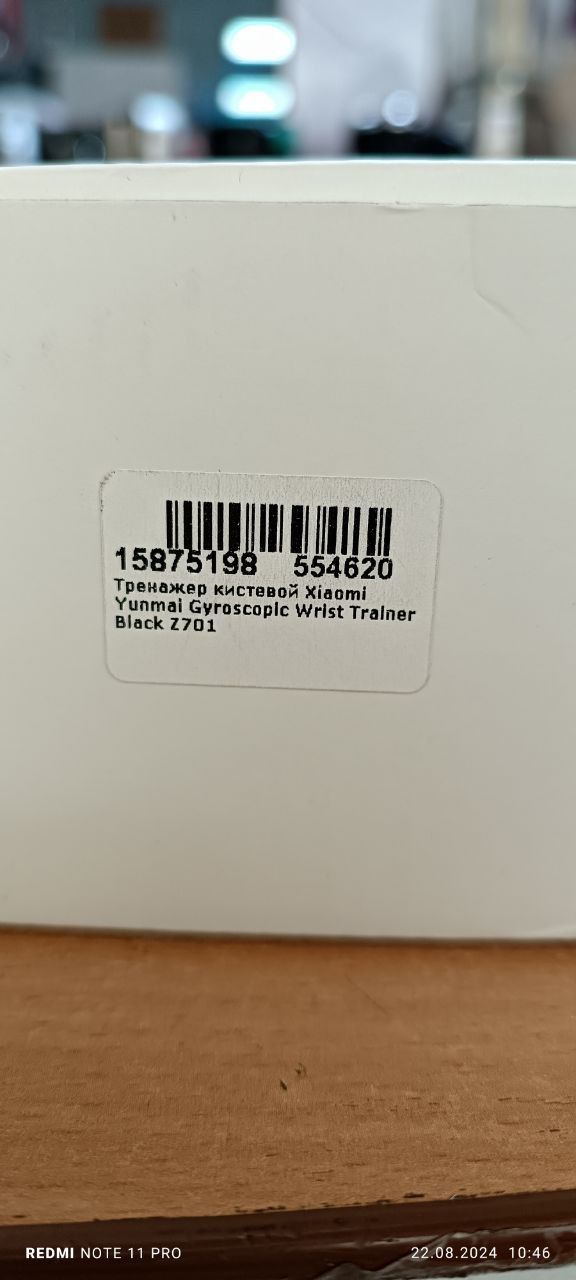 15875198 554620
Тренажер кистевой Xiaomi
Yunmai Gyroscopic Wrist Trainer
Black Z701
REDMI NOTE 11 PRO
22.08.2024 10:46